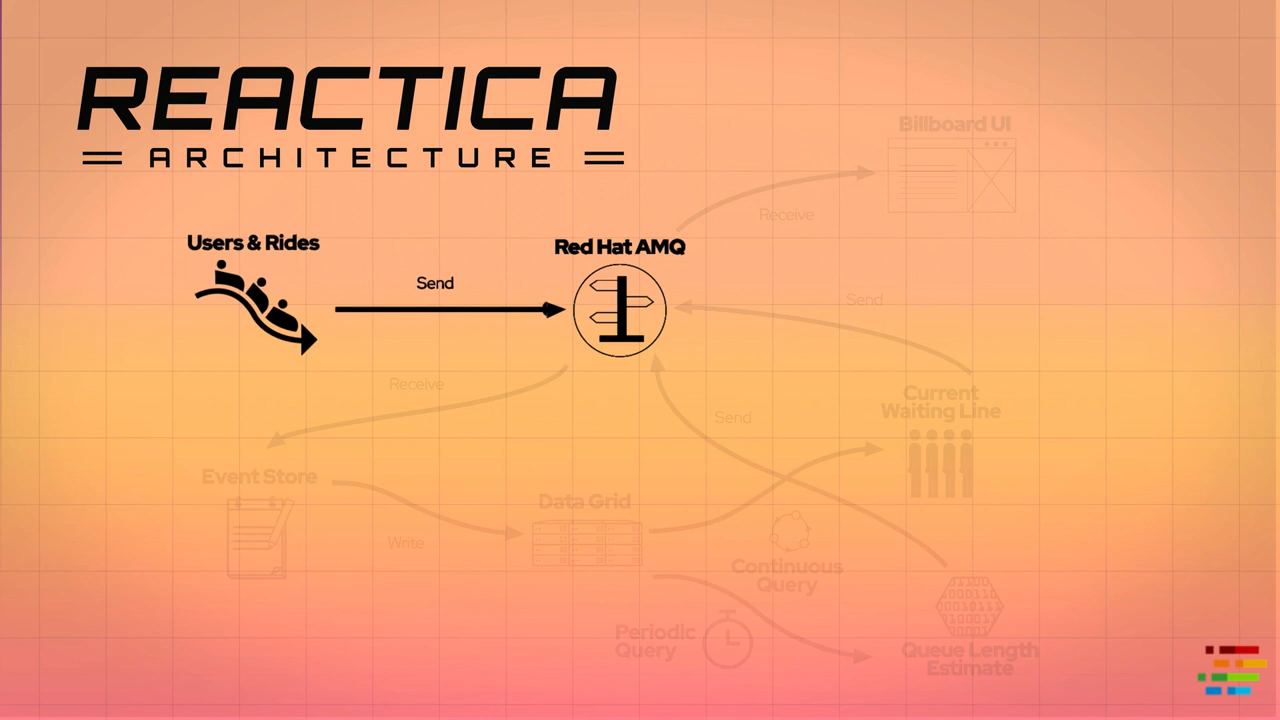 REACTICA
ARCHITECTURE
Billboard UI
Receive
Users & Rides
Red Hat AMQ
Send
Send
Receive
Current
Waiting Line
Send
Event Store
Data Grid
Write
Continuous
Query
Periodic
Query
Queue Length
Estimate